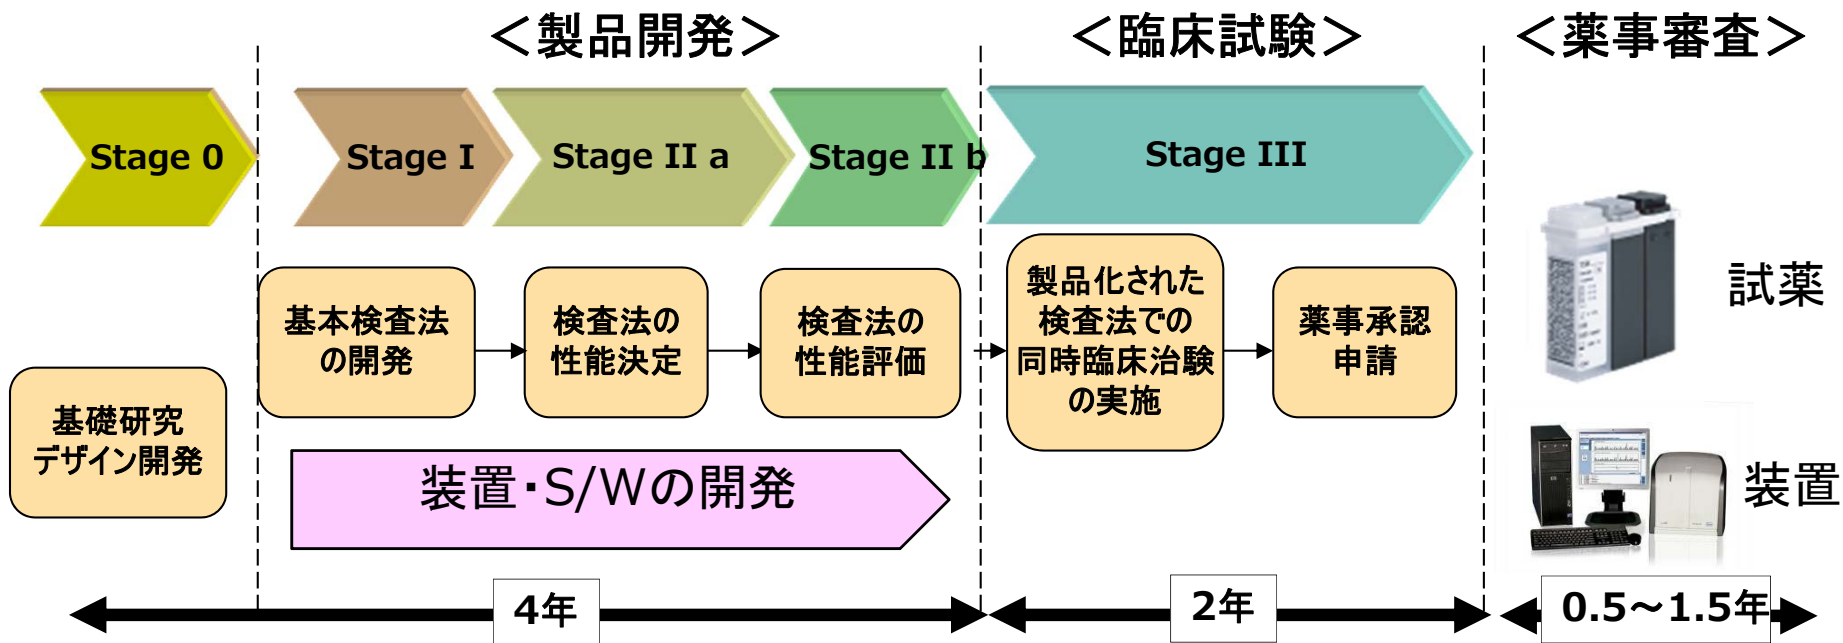 ＜製品開発＞
＜臨床試験＞
＜薬事審査＞
Stage 0
Stage I
Stage II a
Stage II b
Stage III
基礎研究
デザイン開発
基本検査法
の開発
検査法の
性能決定
検査法の
性能評価
製品化された
検査法での
同時臨床治験
の実施
薬事承認
申請
試薬
装置・S/Wの開発
装置
4年
2年
0.5～1.5年